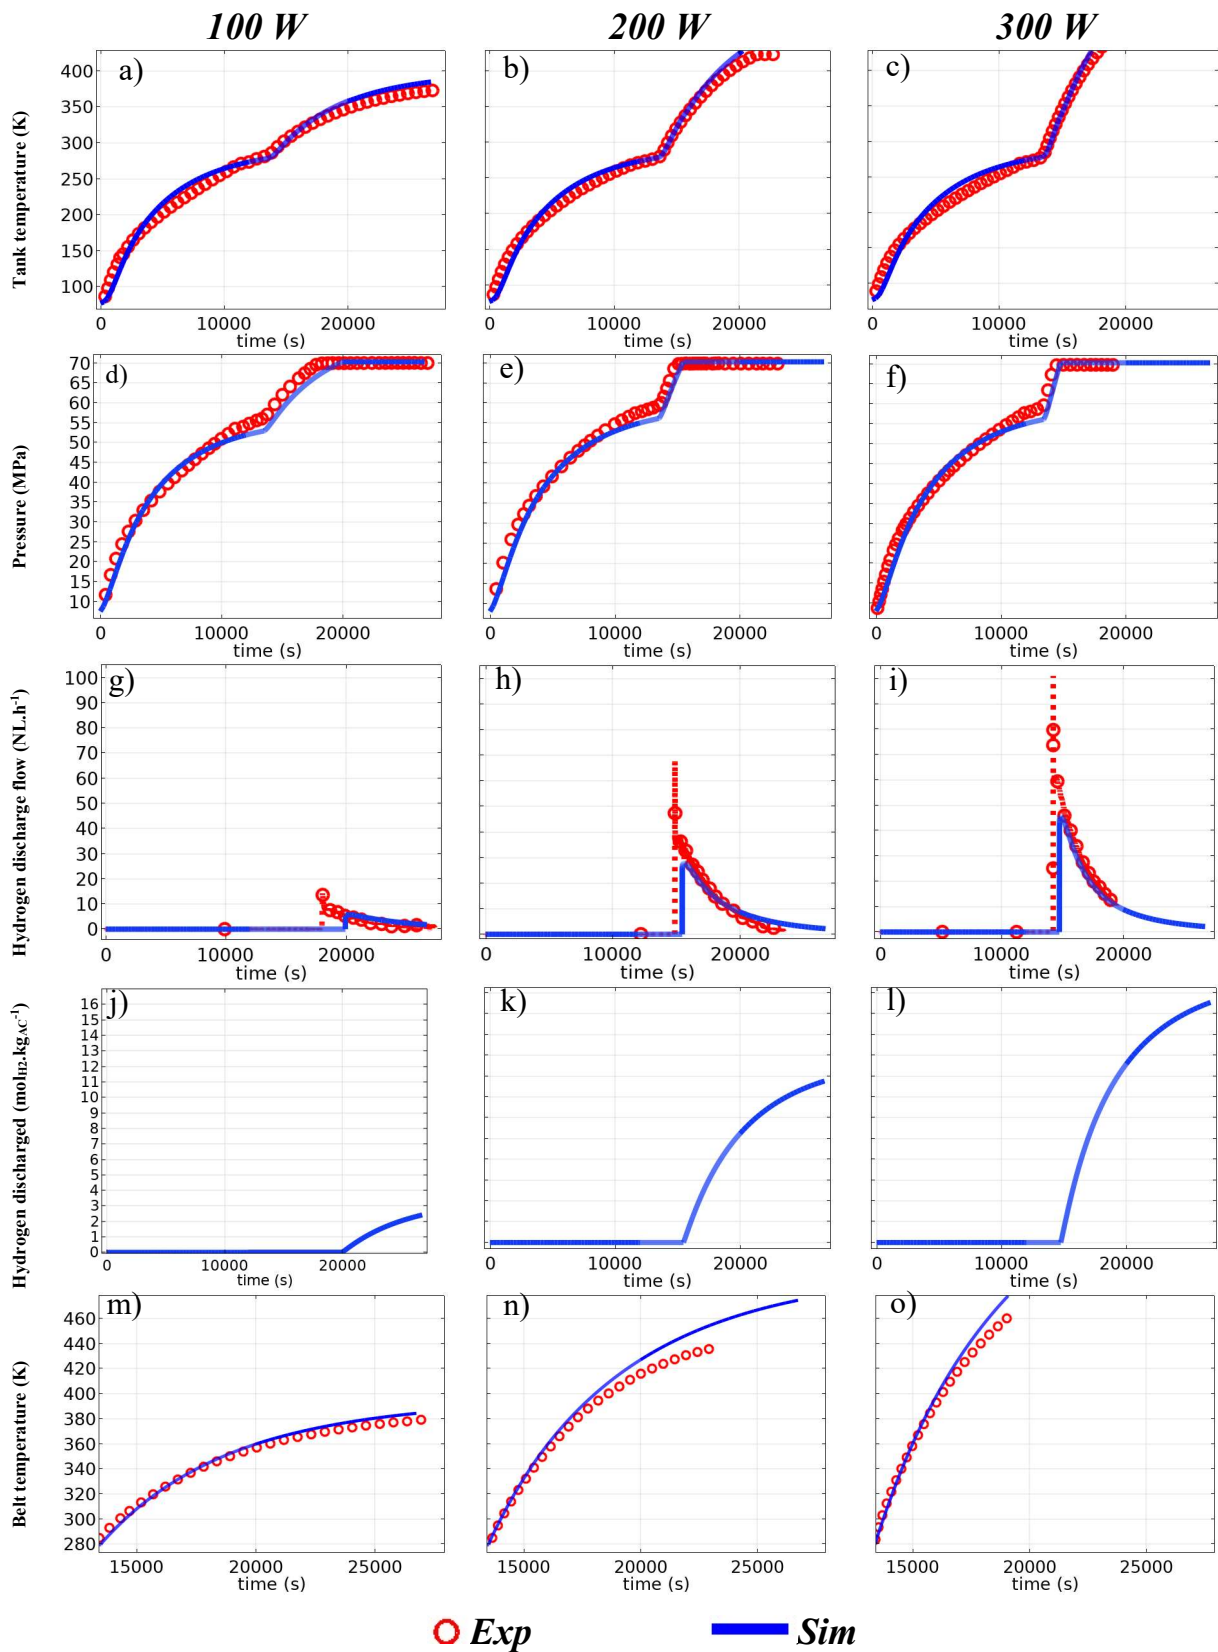 100 W 200 W 300 W
Tank temperature (K)
400
350
300
250
200
150
100
a)
b)
c)
0 10000 20000
time (s)
0 10000 20000
time (s)
0 10000 20000
time (s)
Pressure (MPa)
70
65
60
55
50
45
40
35
30
25
20
15
10
d)
e)
f)
0 10000 20000
time (s)
0 10000 20000
time (s)
0 10000 20000
time (s)
Hydrogen discharge flow (NL.h⁻¹)
100
90
80
70
60
50
40
30
20
10
0
g)
h)
i)
0 10000 20000
time (s)
0 10000 20000
time (s)
0 10000 20000
time (s)
Hydrogen discharged (molH2.kgAC⁻¹)
16
15
14
13
12
11
10
9
8
7
6
5
4
3
2
1
0
j)
k)
l)
0 10000 20000
time (s)
0 10000 20000
time (s)
0 10000 20000
time (s)
Belt temperature (K)
460
440
420
400
380
360
340
320
300
280
m)
n)
o)
15000 20000 25000
time (s)
15000 20000 25000
time (s)
15000 20000 25000
time (s)
Exp Sim